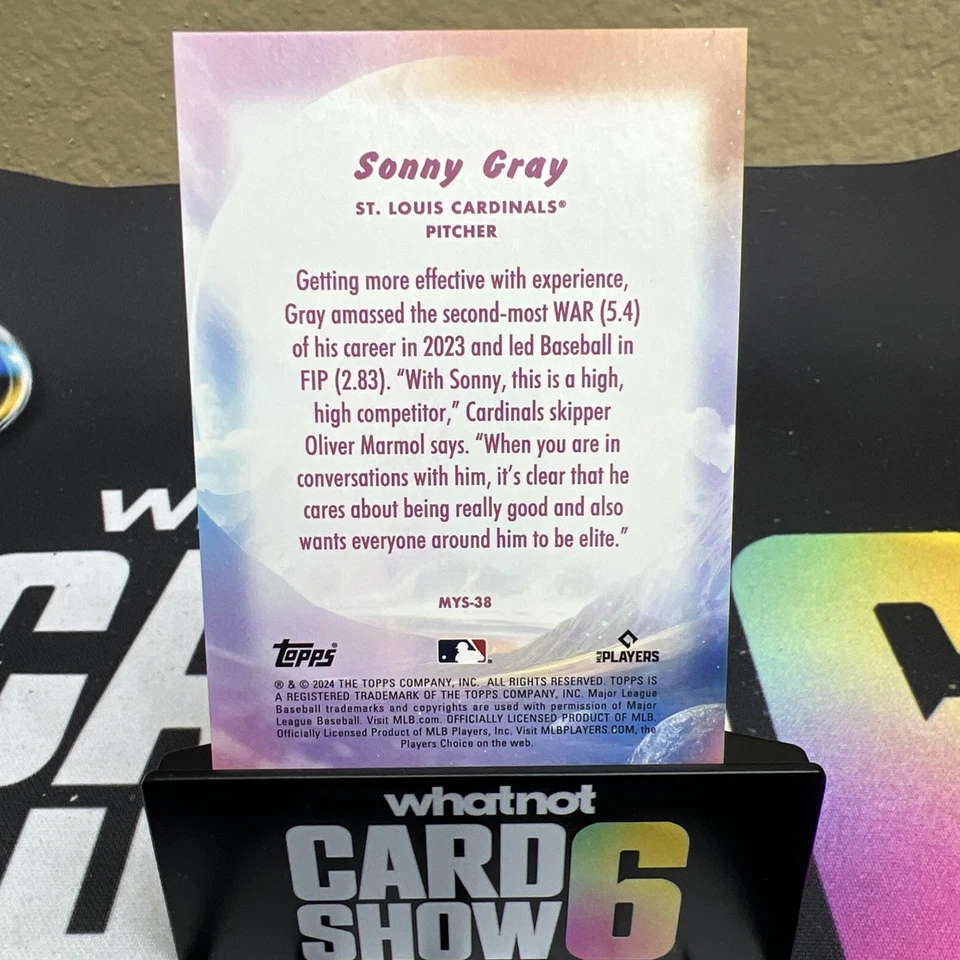 Sonny Gray
ST. LOUIS CARDINALS®
PITCHER
Getting more effective with experience,
Gray amassed the second-most WAR (5.4)
of his career in 2023 and led Baseball in
FIP (2.83). “With Sonny, this is a high,
high competitor,” Cardinals skipper
Oliver Marmol says. “When you are in
conversations with him, it’s clear that he
cares about being really good and also
wants everyone around him to be elite.”
MYS-38
topps®
MLB PLAYERS
® & © 2024 THE TOPPS COMPANY, INC. ALL RIGHTS RESERVED. TOPPS IS
A REGISTERED TRADEMARK OF THE TOPPS COMPANY, INC. Major League
Baseball trademarks and copyrights are used with permission of Major
League Baseball. Visit MLB.com. OFFICIALLY LICENSED PRODUCT OF MLB.
Officially Licensed Product of MLB Players, Inc. Visit MLBPLAYERS.COM, the
Players Choice on the web.
whatnot
CARD
SHOW 6